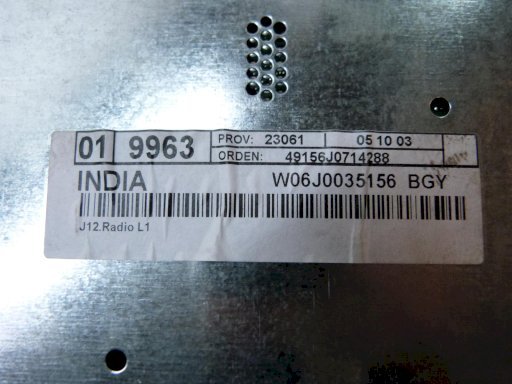 01 9963 PROV: 23061 05 10 03
ORDEN: 49156J0714288
INDIA W06J0035156 BGY
J12.Radio L1